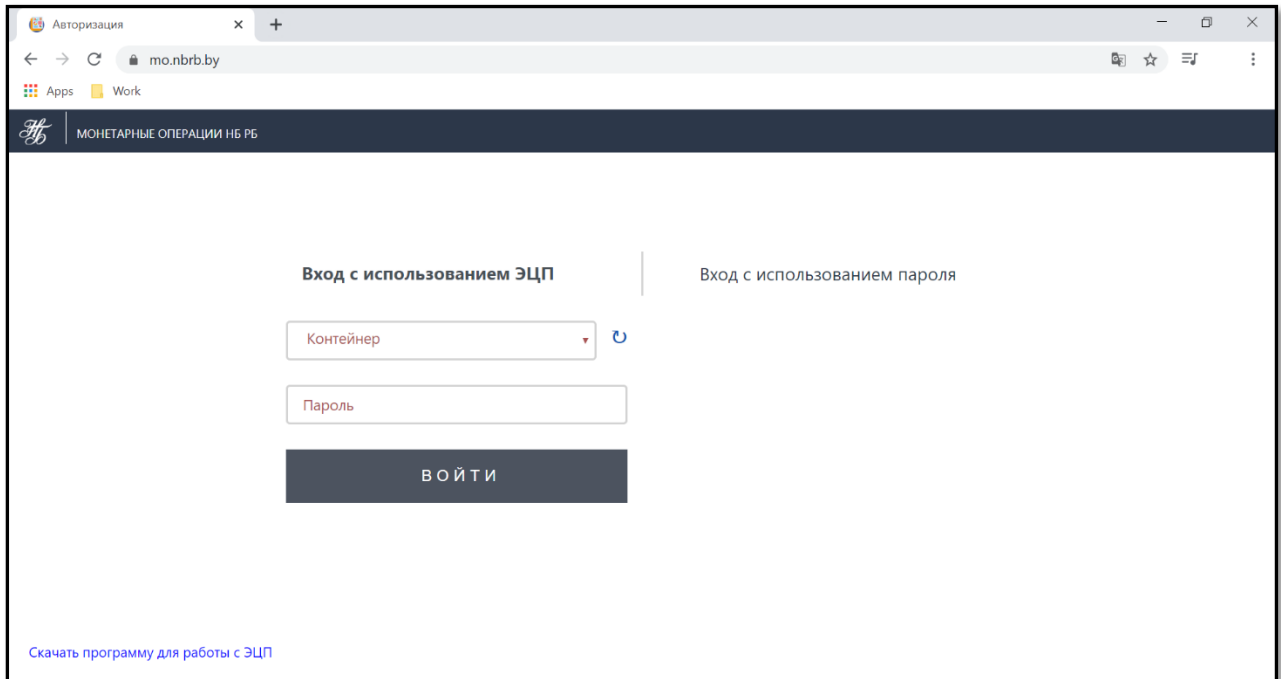 Авторизация
mo.nbrb.by
Apps Work
НБ МОНЕТАРНЫЕ ОПЕРАЦИИ НБ РБ
Вход с использованием ЭЦП
Вход с использованием пароля
Контейнер
Пароль
ВОЙТИ
Скачать программу для работы с ЭЦП